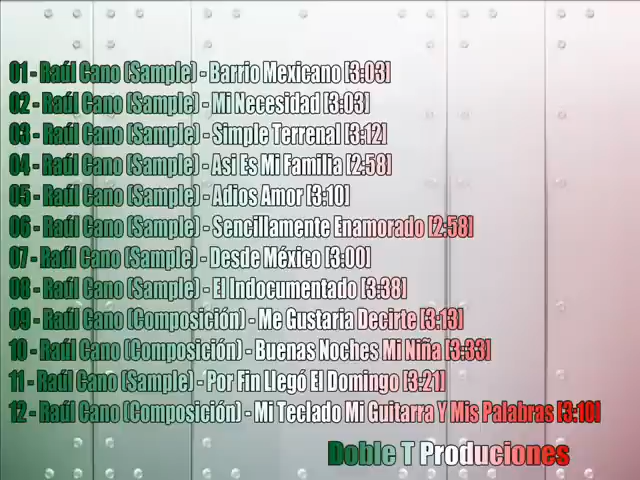 01 - Raúl Cano (Sample) - Barrio Mexicano [3:03]
02 - Raúl Cano (Sample) - Mi Necesidad [3:03]
03 - Raúl Cano (Sample) - Simple Terrenal [3:12]
04 - Raúl Cano (Sample) - Asi Es Mi Familia [2:58]
05 - Raúl Cano (Sample) - Adios Amor [3:10]
06 - Raúl Cano (Sample) - Sencillamente Enamorado [2:58]
07 - Raúl Cano (Sample) - Desde México [3:00]
08 - Raúl Cano (Sample) - El Indocumentado [3:38]
09 - Raúl Cano (Composición) - Me Gustaria Decirte [3:13]
10 - Raúl Cano (Composición) - Buenas Noches Mi Niña [3:33]
11 - Raúl Cano (Sample) - Por Fin Llegó El Domingo [3:21]
12 - Raúl Cano (Composición) - Mi Teclado Mi Guitarra Y Mis Palabras [3:10]
Doble T Produciones